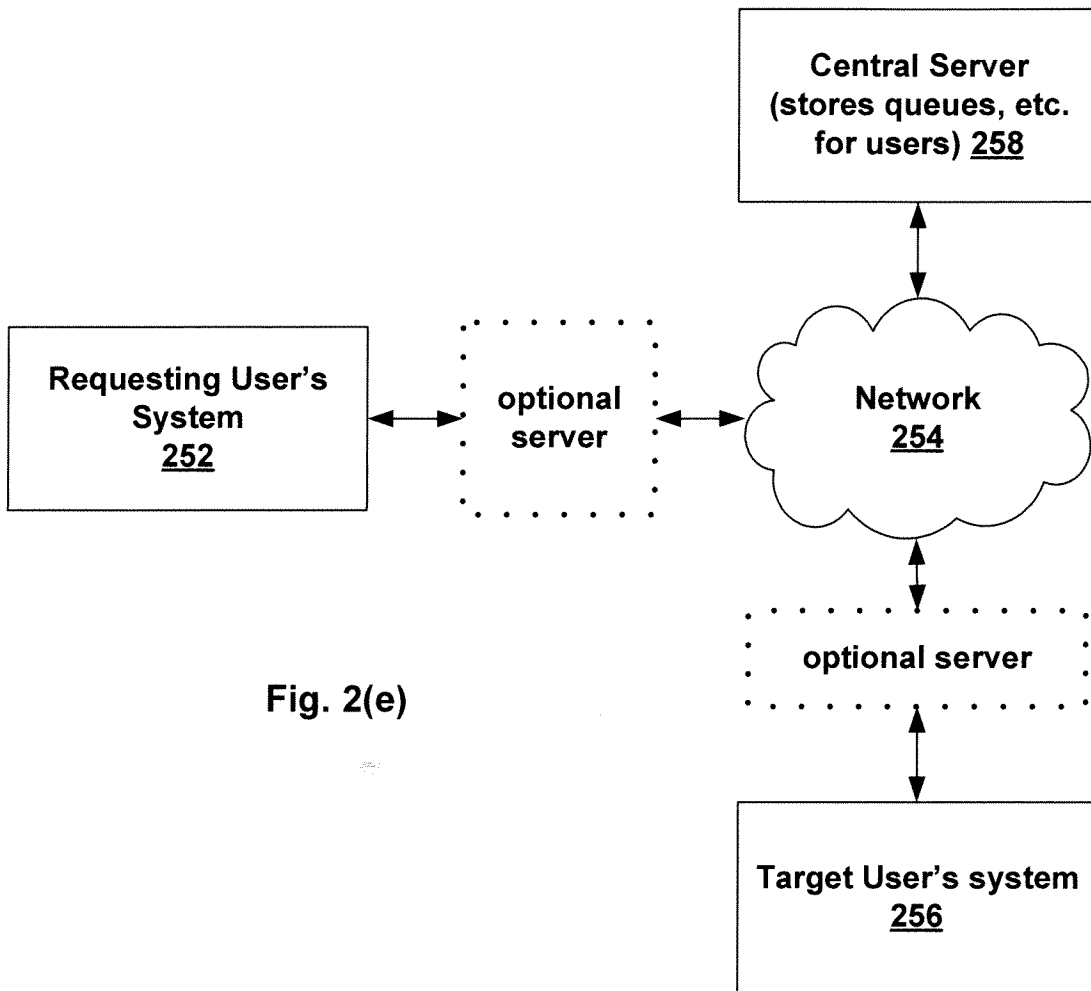 Central Server
(stores queues, etc.
for users) 258
Requesting User's
System
252
optional
server
Network
254
optional server
Fig. 2(e)
Target User's system
256